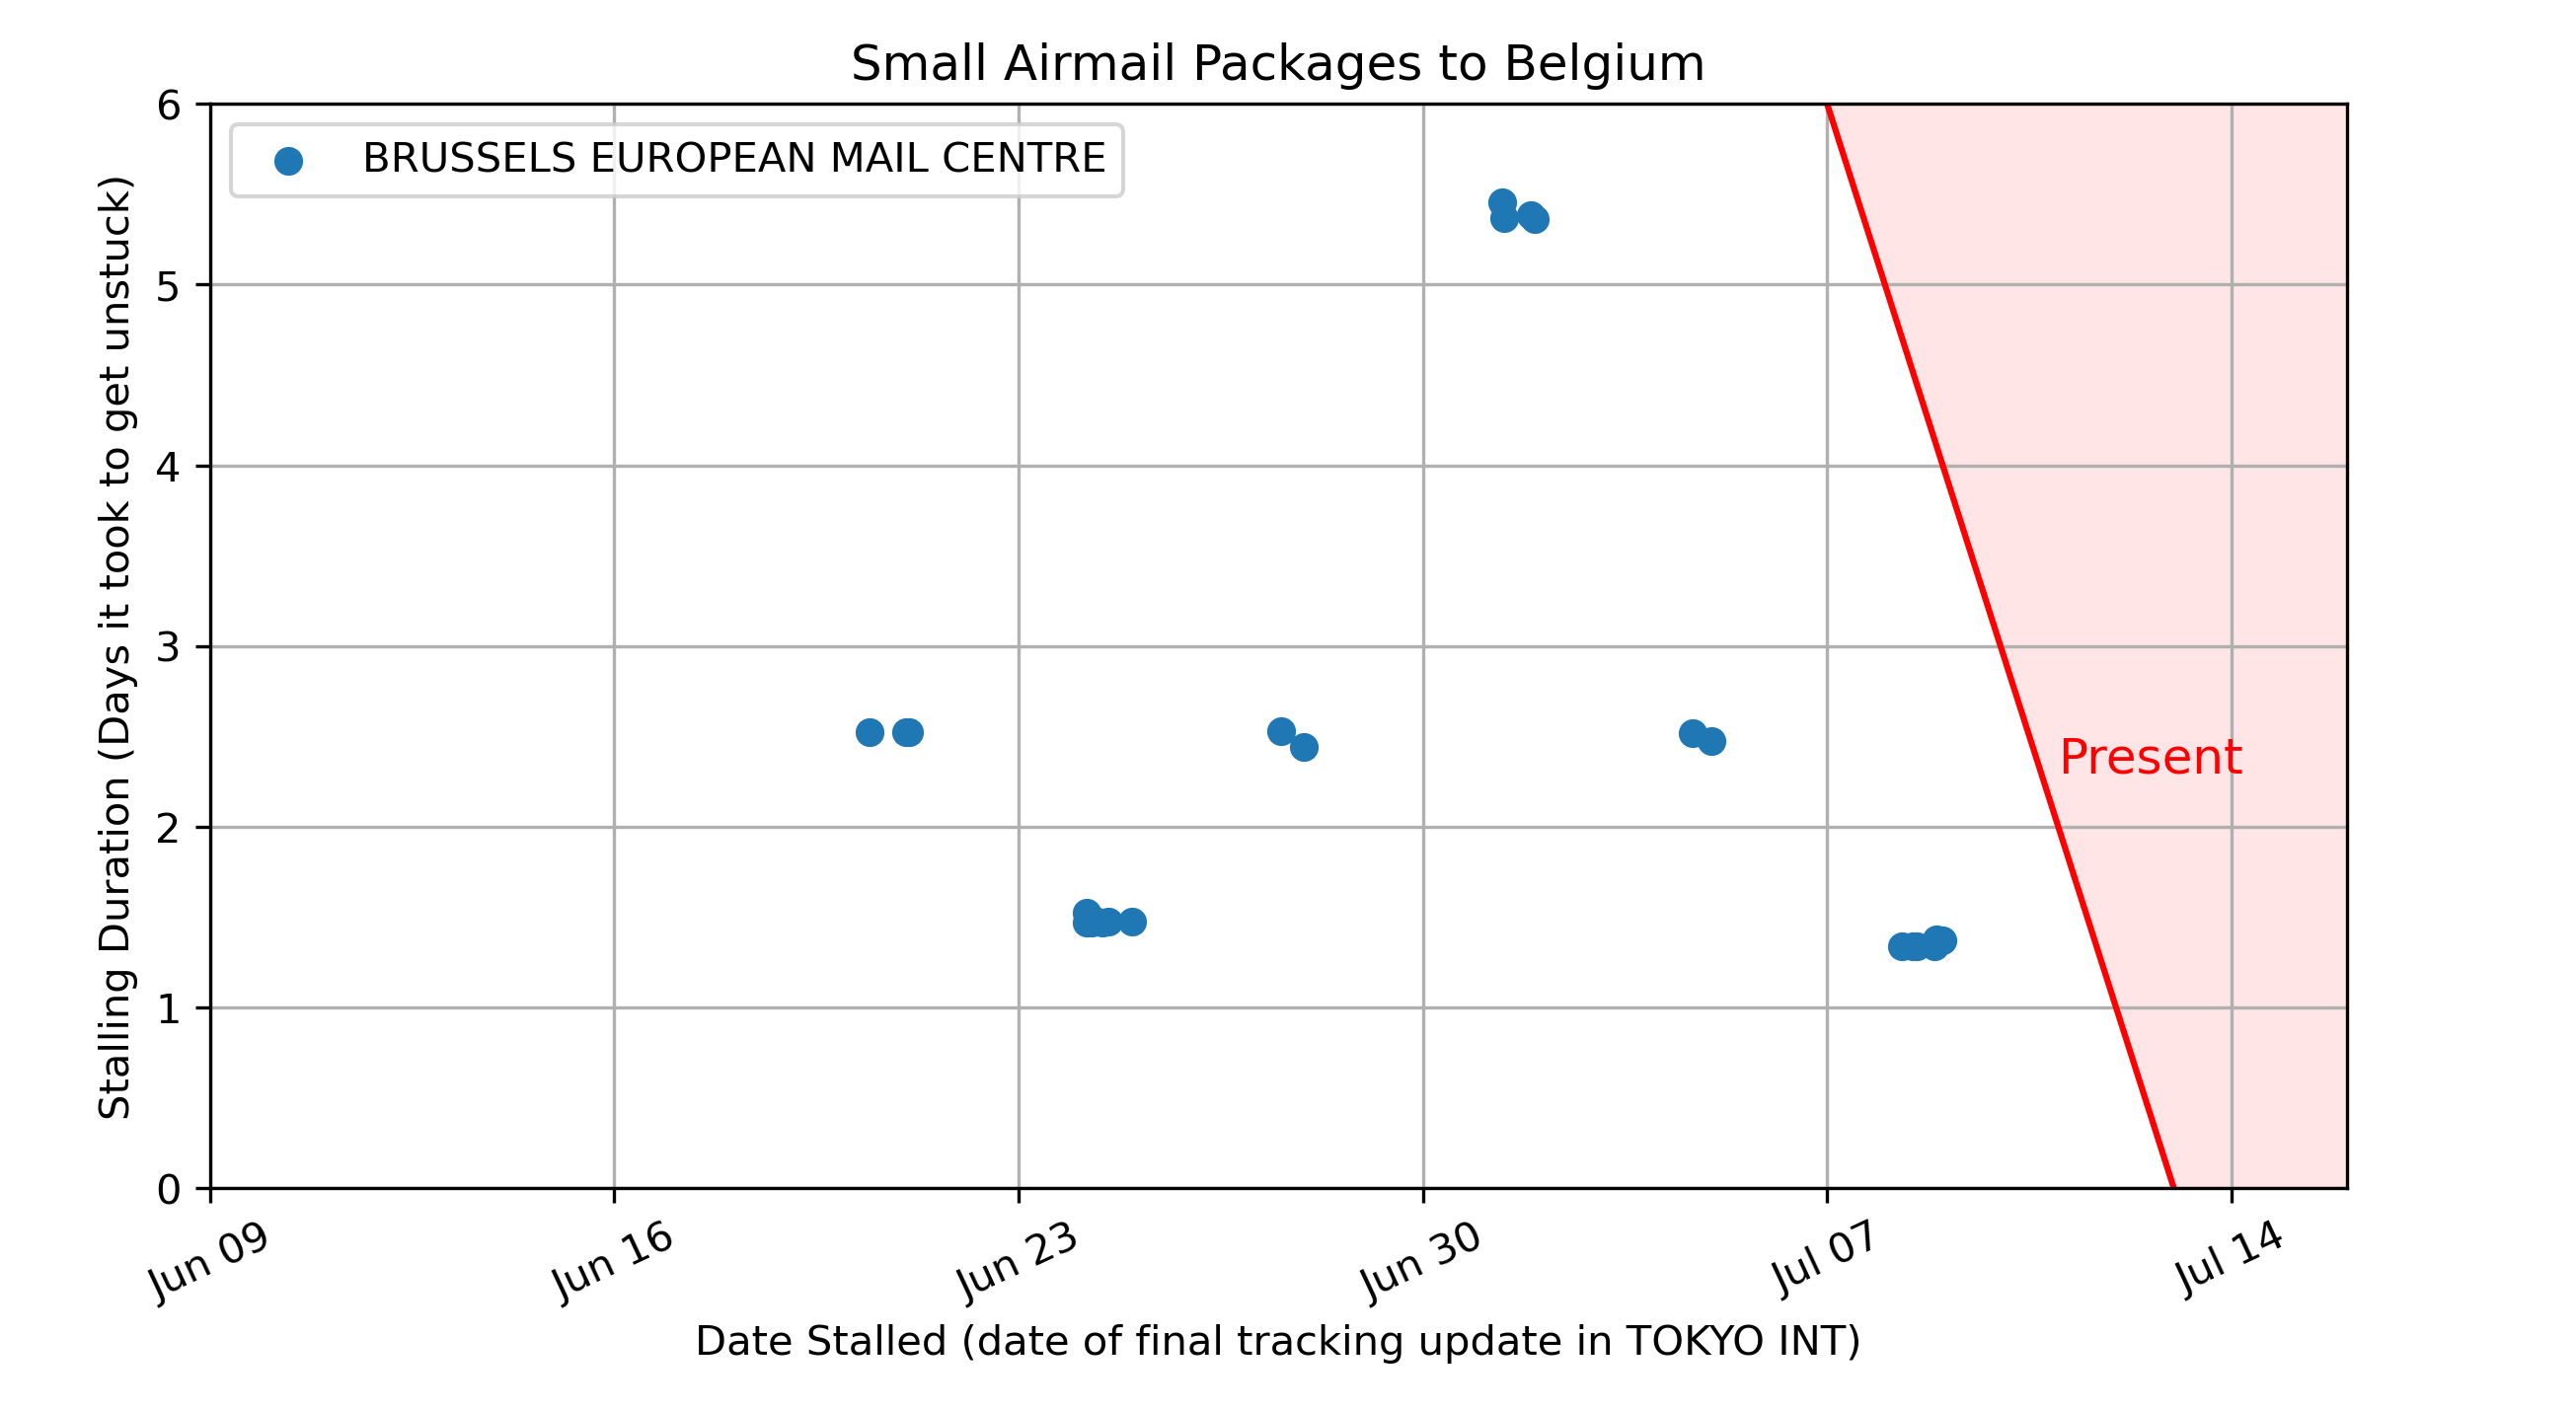 Small Airmail Packages to Belgium
BRUSSELS EUROPEAN MAIL CENTRE
Stalling Duration (Days it took to get unstuck)
6
5
4
3
2
1
0
Present
Jun 09
Jun 16
Jun 23
Jun 30
Jul 07
Jul 14
Date Stalled (date of final tracking update in TOKYO INT)